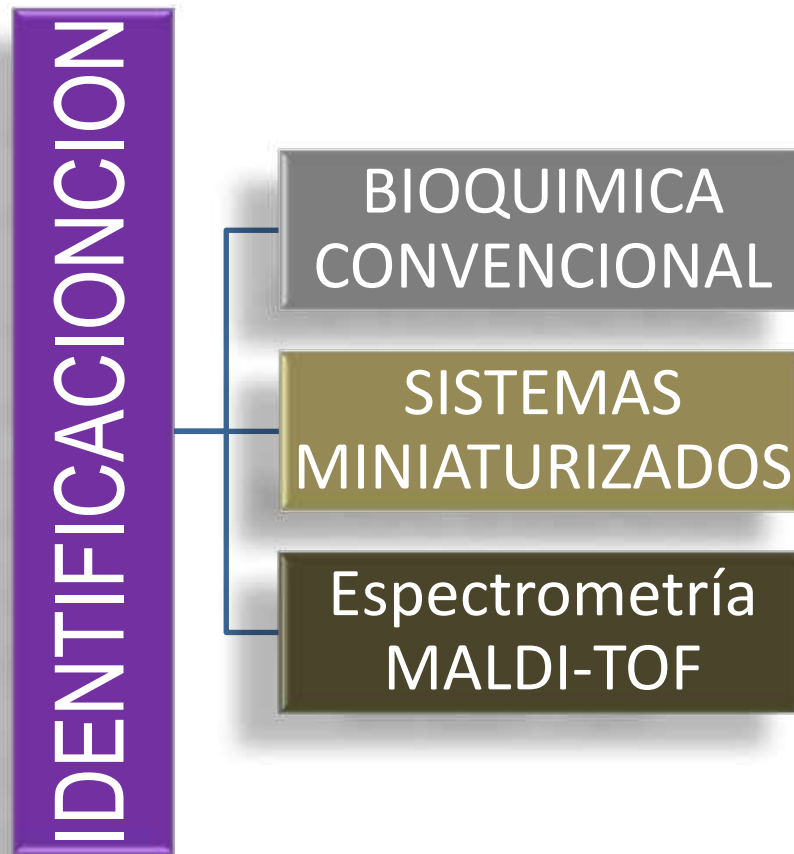 IDENTIFICACIONCION
BIOQUIMICA
CONVENCIONAL
SISTEMAS
MINIATURIZADOS
Espectrometría
MALDI-TOF